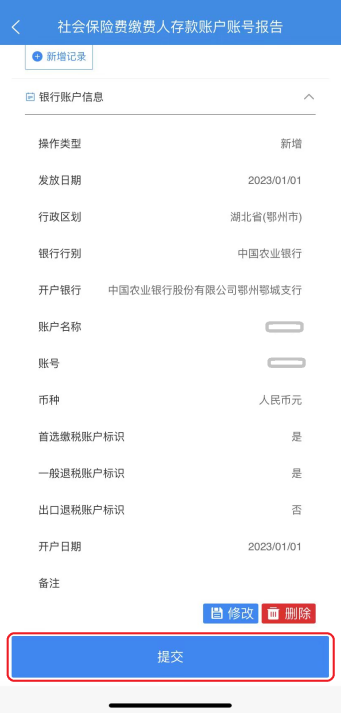 社会保险费缴费人存款账户账号报告
新增记录
银行账户信息
操作类型 新增
发放日期 2023/01/01
行政区划 湖北省(鄂州市)
银行行别 中国农业银行
开户银行 中国农业银行股份有限公司鄂州鄂城支行
账户名称
账号
币种 人民币元
首选缴税账户标识 是
一般退税账户标识 是
出口退税账户标识 否
开户日期 2023/01/01
备注
修改 删除
提交